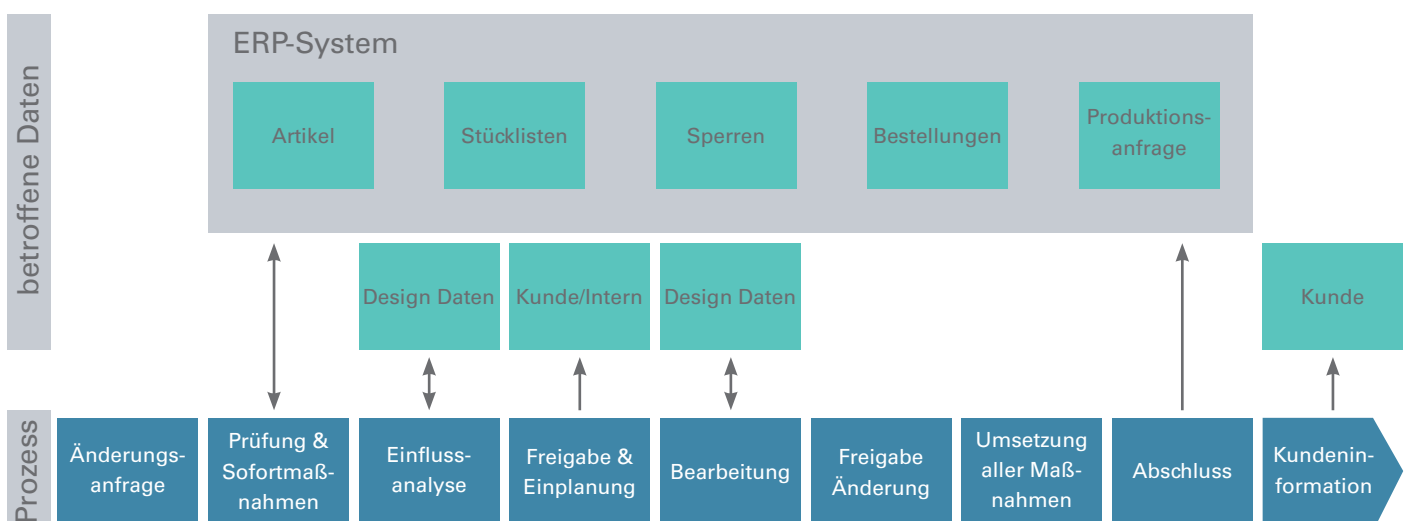 betroffene Daten
ERP-System
Artikel
Stücklisten
Sperren
Bestellungen
Produktions-
anfrage
Design Daten
Kunde/Intern
Design Daten
Kunde
Prozess
Änderungs-
anfrage
Prüfung &
Sofortmaß-
nahmen
Einfluss-
analyse
Freigabe &
Einplanung
Bearbeitung
Freigabe
Änderung
Umsetzung
aller Maß-
nahmen
Abschluss
Kundenin-
formation